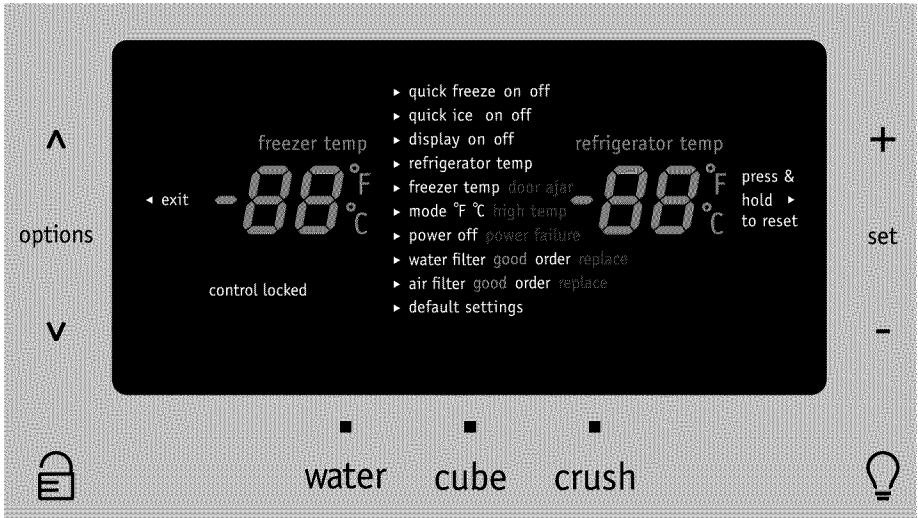 quick freeze on off
quick ice on off
display on off
freezer temp
refrigerator temp
refrigerator temp
freezer temp door ajar
-88 °F °C
-88 °F °C
press & hold to reset
exit
mode °F °C high temp
options
power off power failure
set
water filter good order replace
air filter good order replace
control locked
default settings
water cube crush